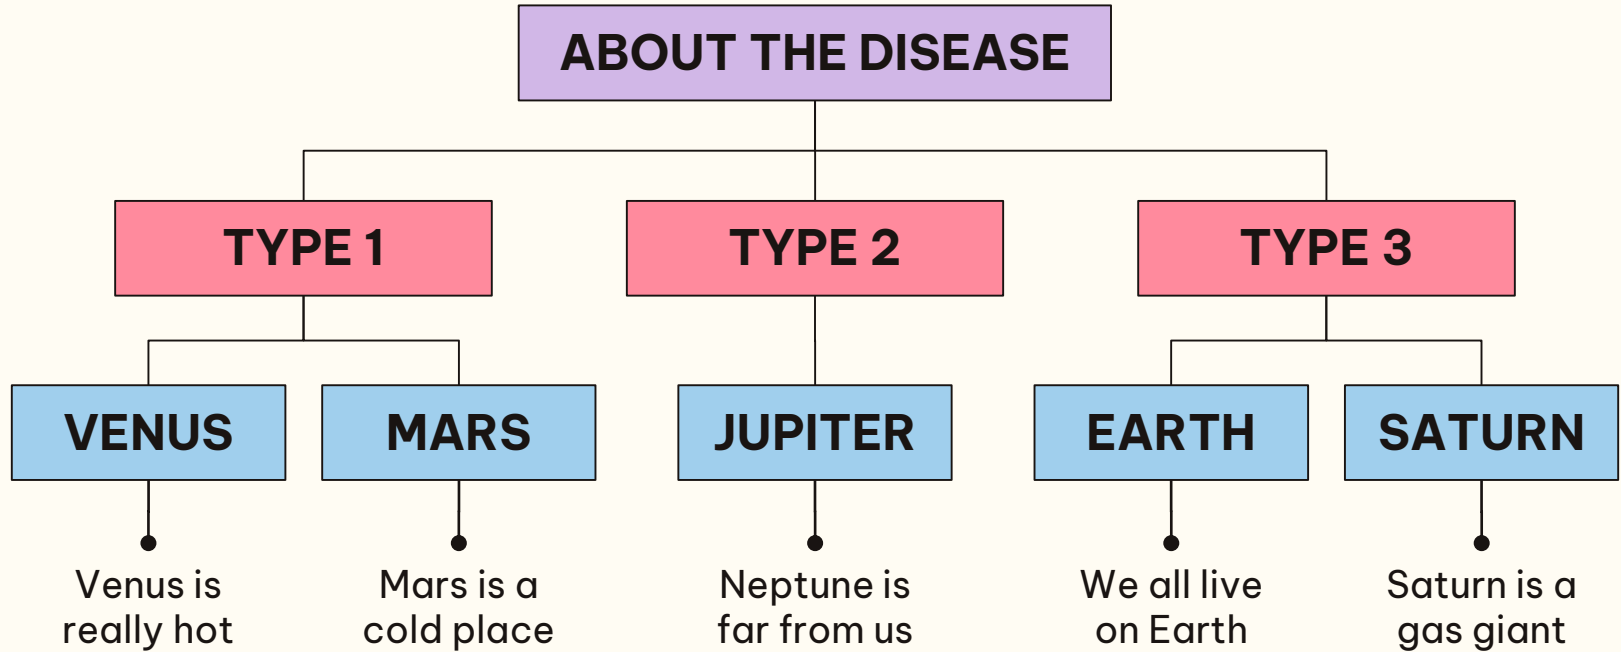 ABOUT THE DISEASE
TYPE 1
TYPE 2
TYPE 3
VENUS
MARS
JUPITER
EARTH
SATURN
Venus is
really hot
Mars is a
cold place
Neptune is
far from us
We all live
on Earth
Saturn is a
gas giant